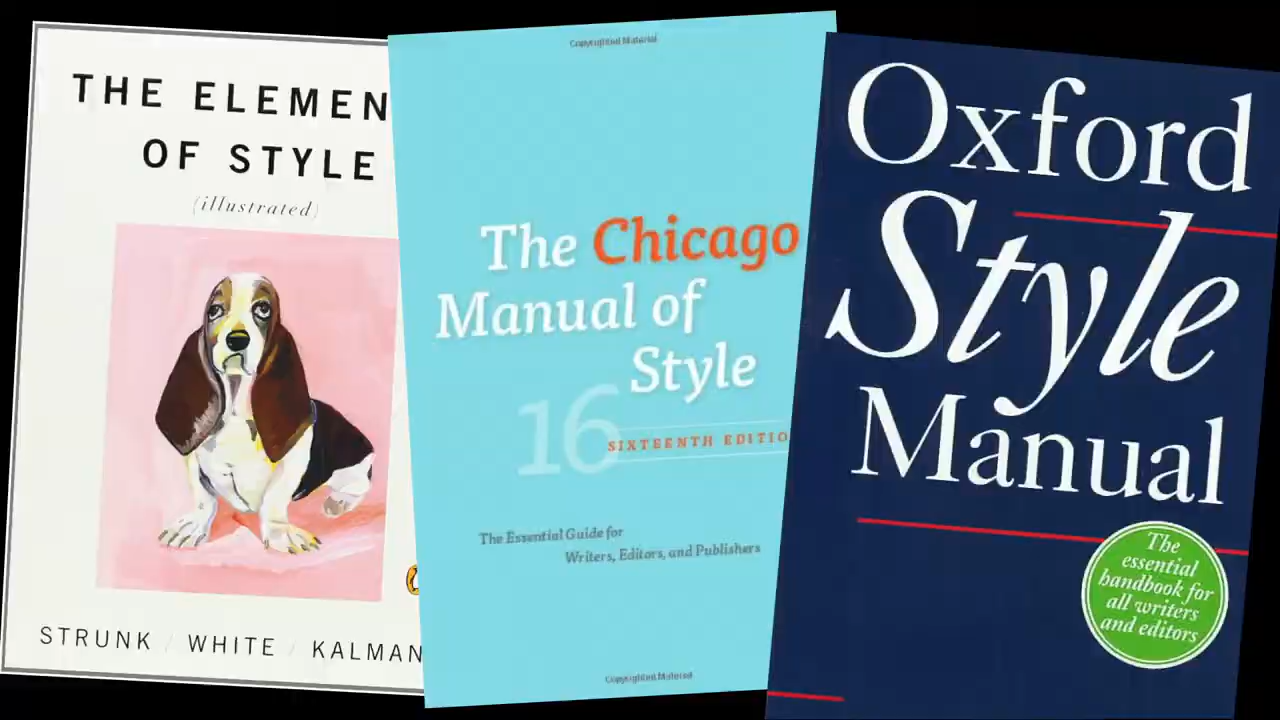 THE ELEMEN
OF STYLE
(illustrated)
STRUNK / WHITE / KALMAN
Copyrighted Material
The Chicago
Manual of
Style
16
SIXTEENTH EDITIO
The Essential Guide for
Writers, Editors, and Publishers
Copyrighted Material
Oxford
Style
Manual
The
essential
handbook for
all writers
and editors